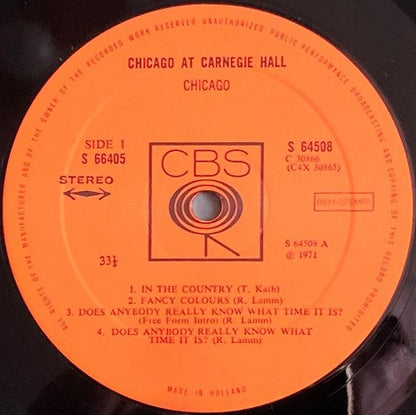 ALL RIGHTS OF THE MANUFACTURER AND OF THE OWNER OF THE RECORDED WORK RESERVED UNAUTHORIZED PUBLIC PERFORMANCE BROADCASTING AND COPYING OF THIS RECORD PROHIBITED
CHICAGO AT CARNEGIE HALL
CHICAGO
SIDE 1
S 66405
STEREO
33⅓
CBS
S 64508
C 30866
(C4X 30865)
BIEM-STEMRA
S 64508 A
℗ 1971
1. IN THE COUNTRY (T. Kath)
2. FANCY COLOURS (R. Lamm)
3. DOES ANYBODY REALLY KNOW WHAT TIME IT IS?
(Free Form Intro) (R. Lamm)
4. DOES ANYBODY REALLY KNOW WHAT
TIME IT IS? (R. Lamm)
MADE IN HOLLAND